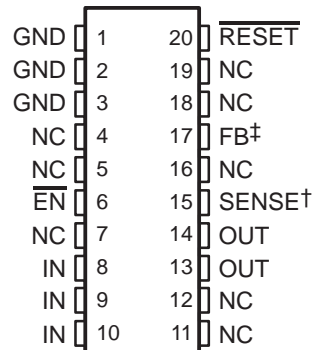 GND 1 20 RESET
GND 2 19 NC
GND 3 18 NC
NC 4 17 FB‡
NC 5 16 NC
EN 6 15 SENSE†
NC 7 14 OUT
IN 8 13 OUT
IN 9 12 NC
IN 10 11 NC